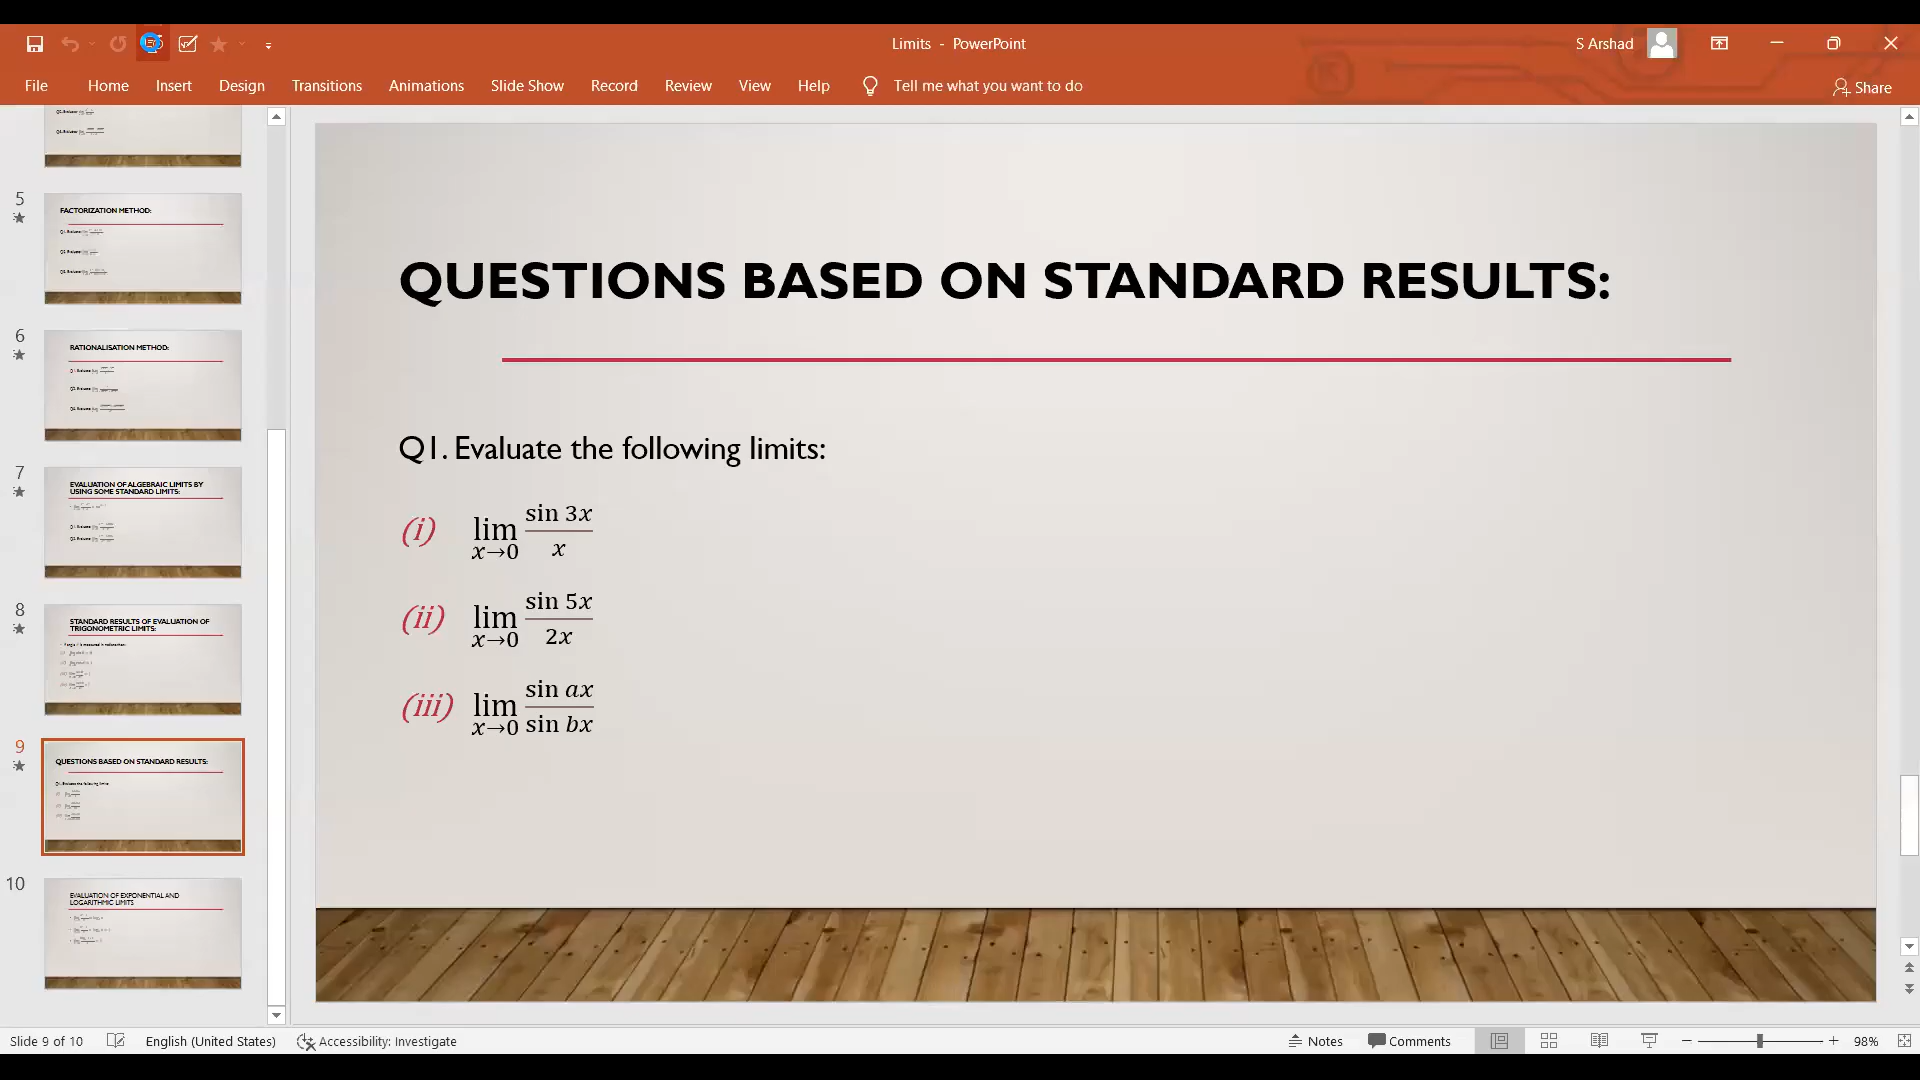 Limits - PowerPoint
S Arshad
File Home Insert Design Transitions Animations Slide Show Record Review View Help Tell me what you want to do
Share
5
FACTORIZATION METHOD:
6
RATIONALISATION METHOD:
7
EVALUATION OF ALGEBRAIC LIMITS BY
USING SOME STANDARD LIMITS:
8
STANDARD RESULTS OF EVALUATION OF
TRIGONOMETRIC LIMITS:
9
QUESTIONS BASED ON STANDARD RESULTS:
Q1. Evaluate the following limits:
10
EVALUATION OF EXPONENTIAL AND
LOGARITHMIC LIMITS
QUESTIONS BASED ON STANDARD RESULTS:
Q1. Evaluate the following limits:
(i) lim x→0 sin 3x / x
(ii) lim x→0 sin 5x / 2x
(iii) lim x→0 sin ax / sin bx
Slide 9 of 10 English (United States) Accessibility: Investigate Notes Comments 98%